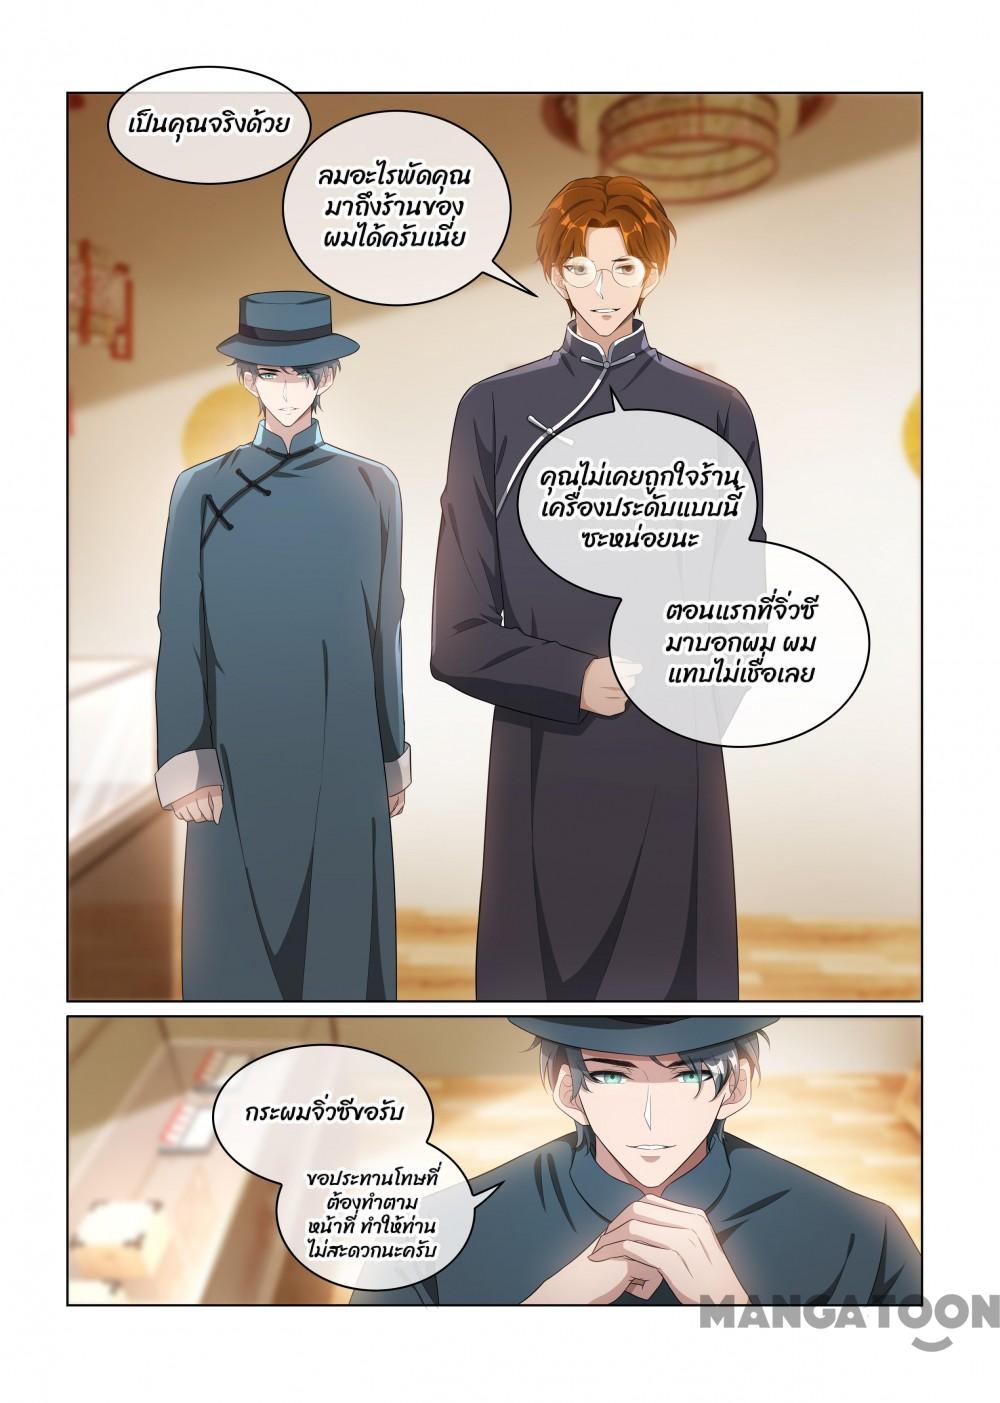 เป็นคุณจริงด้วย
ลมอะไรพัดคุณ
มาถึงร้านของ
ผมได้ครับเนี่ย
คุณไม่เคยถูกใจร้าน
เครื่องประดับแบบนี้
ซะหน่อยนะ
ตอนแรกที่จิ่วซี
มาบอกผม ผม
แทบไม่เชื่อเลย
กระผมจิ่วซีขอรับ
ขอประทานโทษที่
ต้องทำตาม
หน้าที่ ทำให้ท่าน
ไม่สะดวกนะครับ
MANGATOON